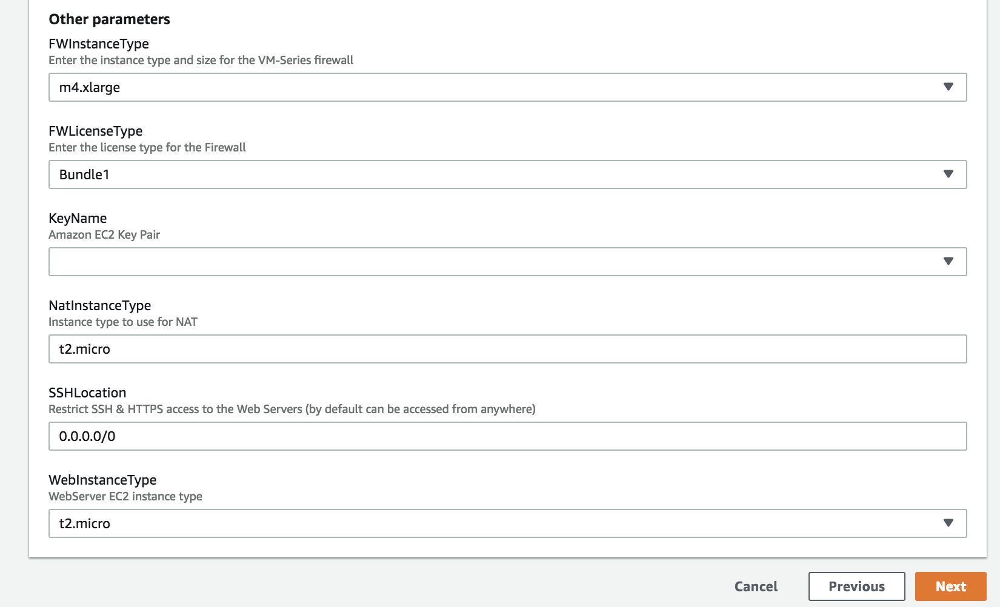 Other parameters
FWInstanceType
Enter the instance type and size for the VM-Series firewall
m4.xlarge
FWLicenseType
Enter the license type for the Firewall
Bundle1
KeyName
Amazon EC2 Key Pair
NatInstanceType
Instance type to use for NAT
t2.micro
SSHLocation
Restrict SSH & HTTPS access to the Web Servers (by default can be accessed from anywhere)
0.0.0.0/0
WebInstanceType
WebServer EC2 instance type
t2.micro
Cancel Previous Next